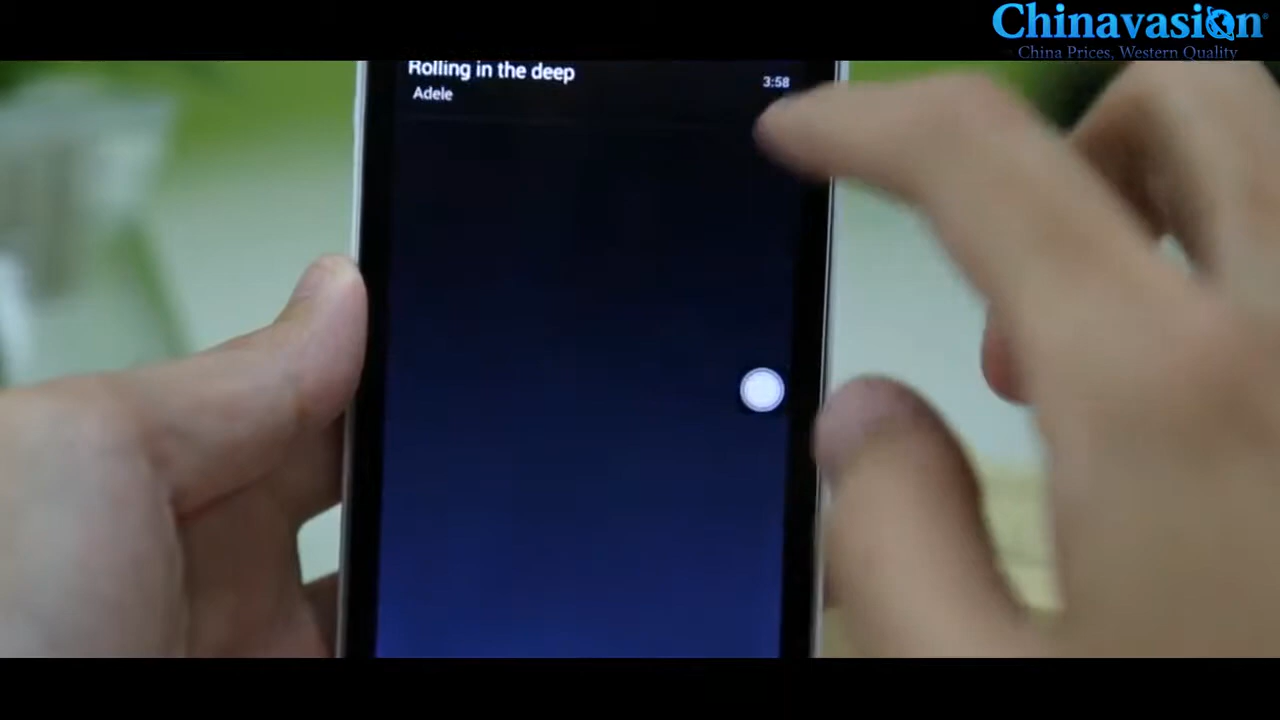 Chinavasion
China Prices, Western Quality
Rolling in the deep
3:58
Adele